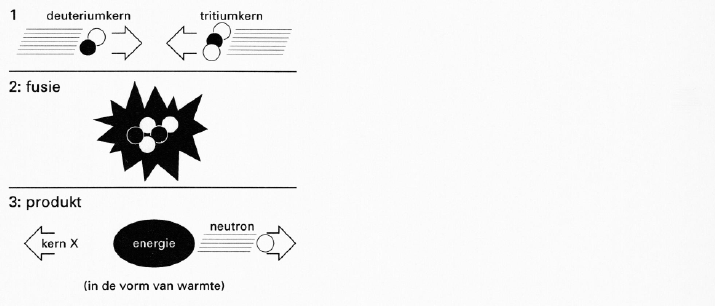 1 deuteriumkern tritiumkern
2: fusie
3: produkt
kern X energie neutron
(in de vorm van warmte)